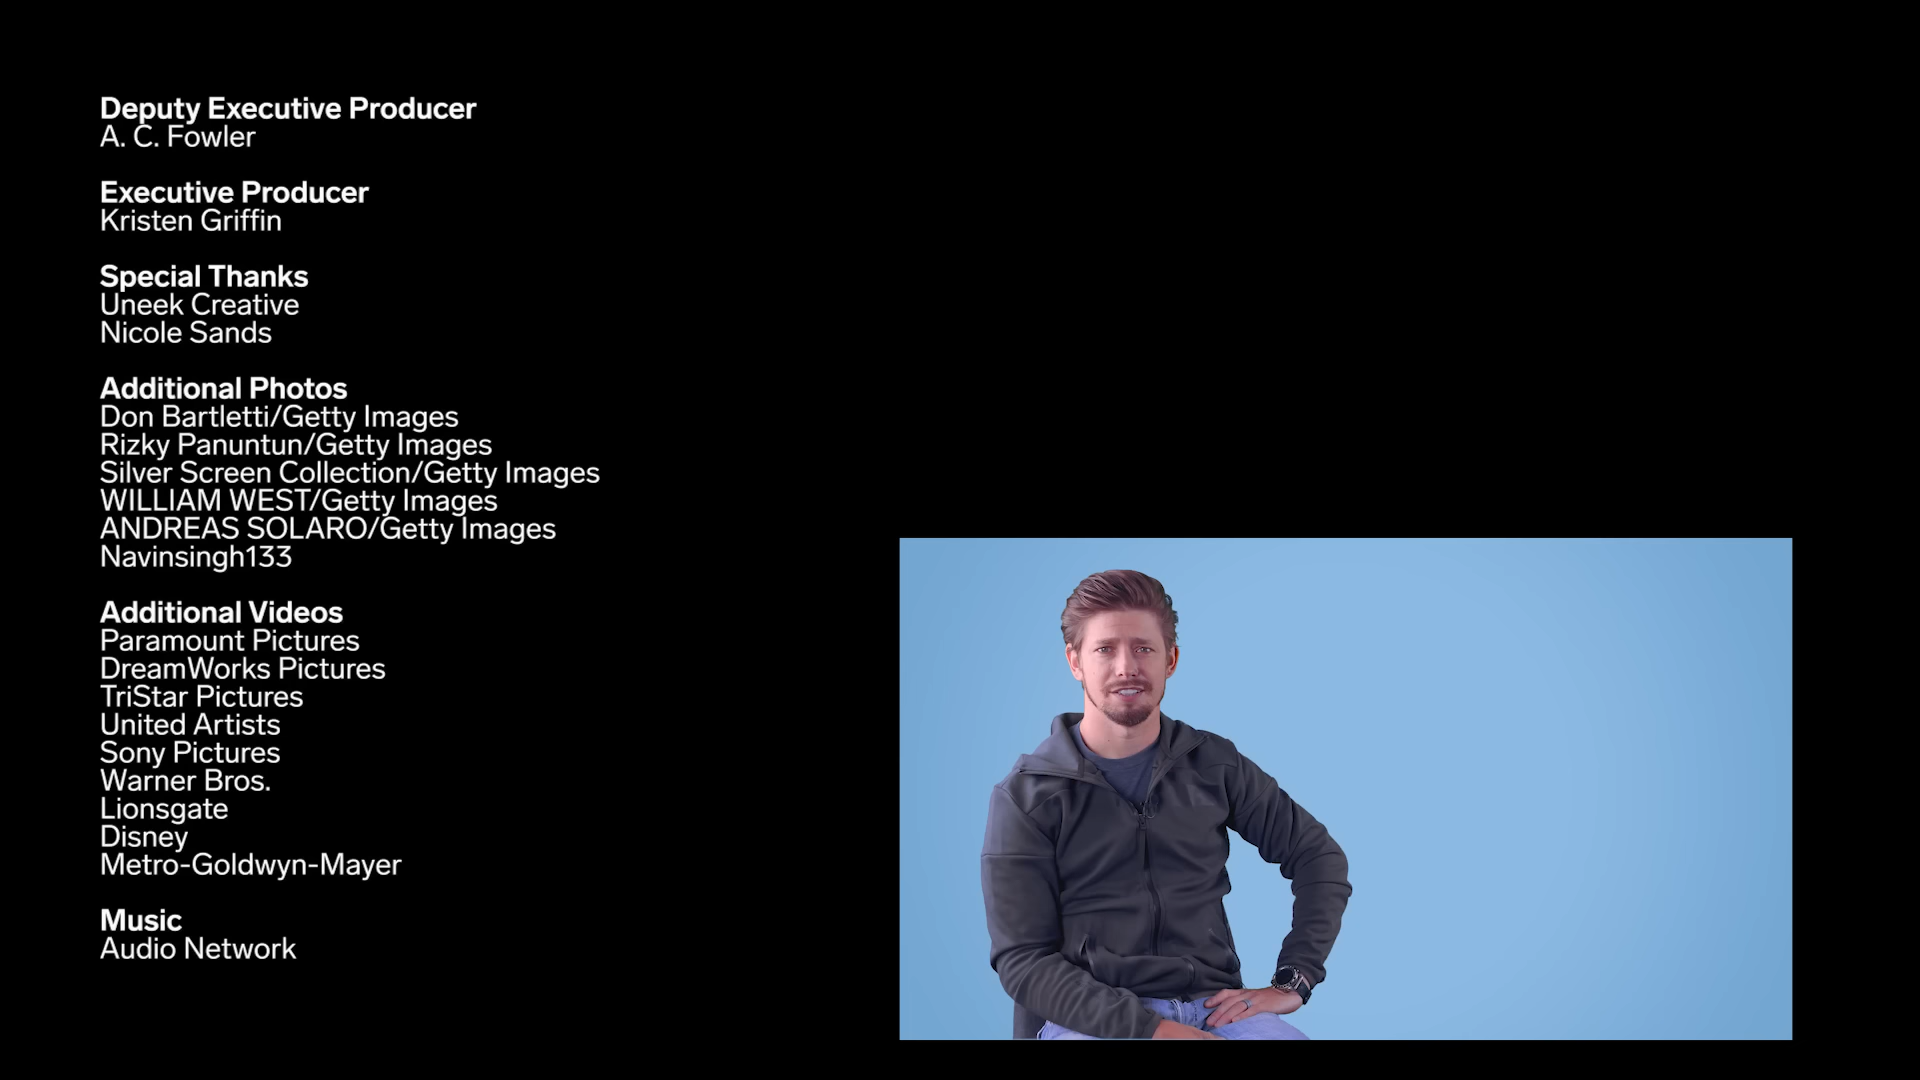 Deputy Executive Producer
A. C. Fowler
Executive Producer
Kristen Griffin
Special Thanks
Uneek Creative
Nicole Sands
Additional Photos
Don Bartletti/Getty Images
Rizky Panuntun/Getty Images
Silver Screen Collection/Getty Images
WILLIAM WEST/Getty Images
ANDREAS SOLARO/Getty Images
Navinsingh133
Additional Videos
Paramount Pictures
DreamWorks Pictures
TriStar Pictures
United Artists
Sony Pictures
Warner Bros.
Lionsgate
Disney
Metro-Goldwyn-Mayer
Music
Audio Network